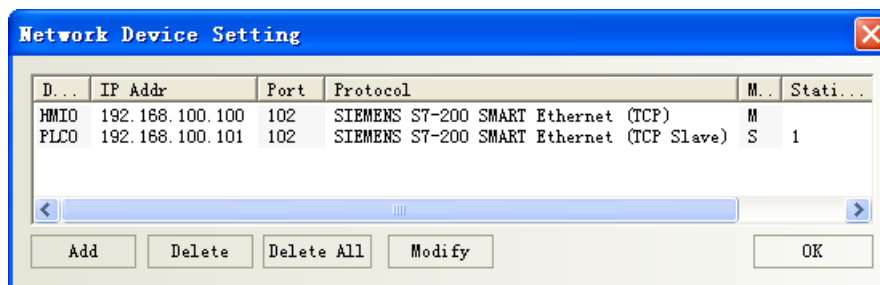 Network Device Setting
D... IP Addr Port Protocol M.. Stati...
HMI0 192.168.100.100 102 SIEMENS S7-200 SMART Ethernet (TCP) M
PLC0 192.168.100.101 102 SIEMENS S7-200 SMART Ethernet (TCP Slave) S 1
Add Delete Delete All Modify OK